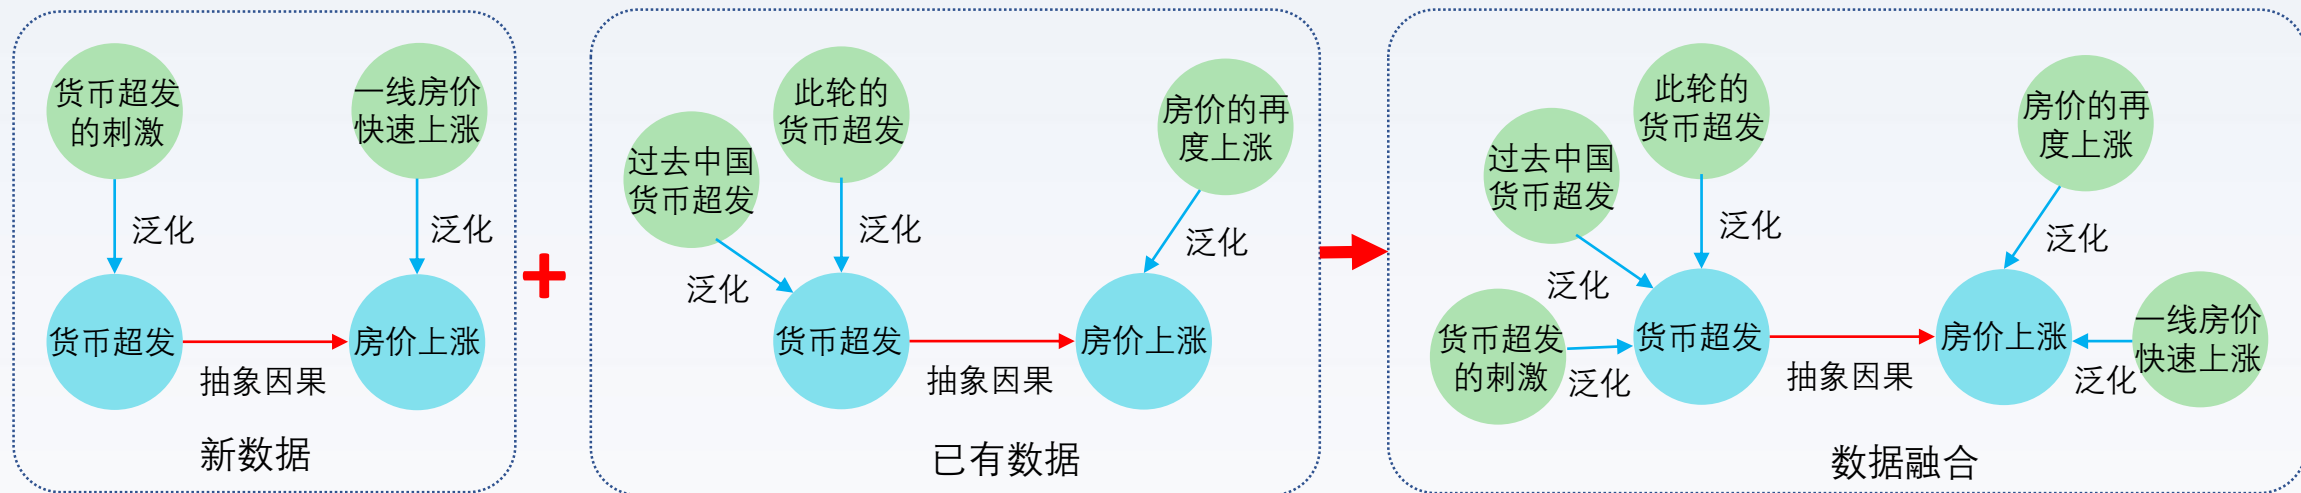 货币超发
的刺激
一线房价
快速上涨
泛化
泛化
货币超发
房价上涨
抽象因果
新数据
+
过去中国
货币超发
此轮的
货币超发
房价的再
度上涨
泛化
泛化
泛化
货币超发
房价上涨
抽象因果
已有数据
此轮的
货币超发
过去中国
货币超发
房价的再
度上涨
泛化
泛化
泛化
货币超发
的刺激
泛化
货币超发
房价上涨
一线房价
快速上涨
泛化
抽象因果
数据融合